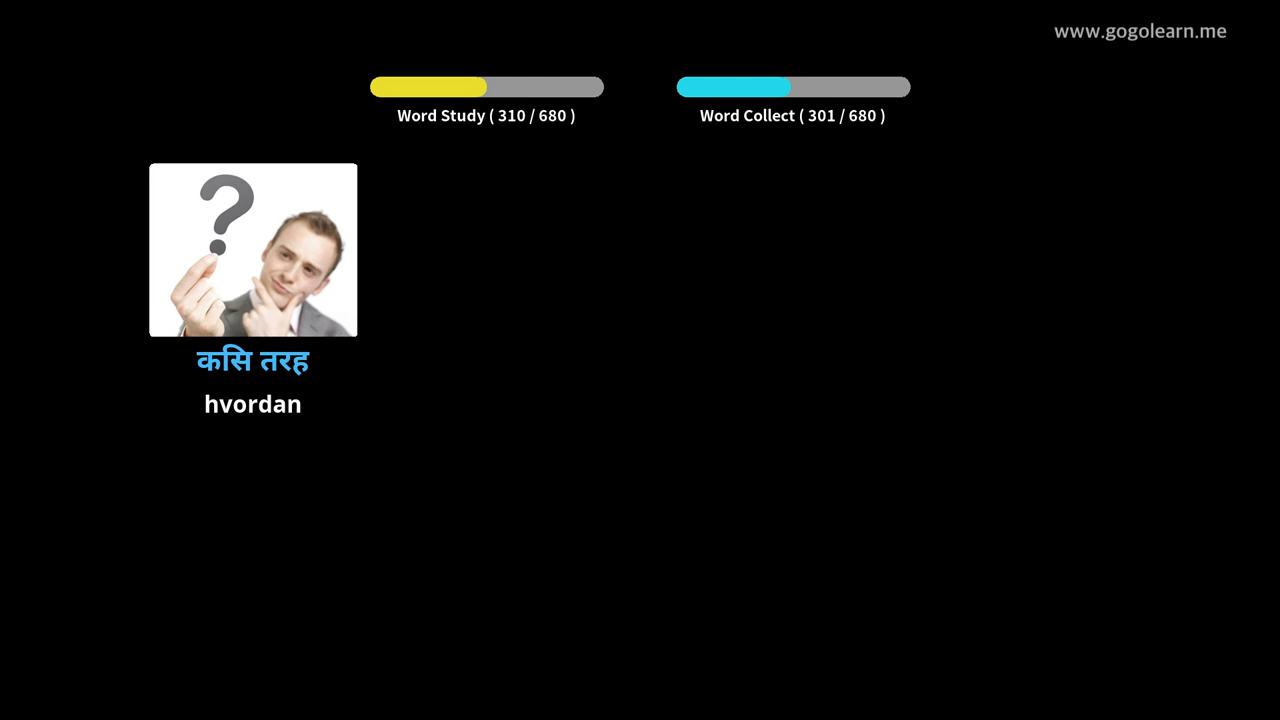 www.gogolearn.me
Word Study ( 310 / 680 )
Word Collect ( 301 / 680 )
कसि तरह
hvordan